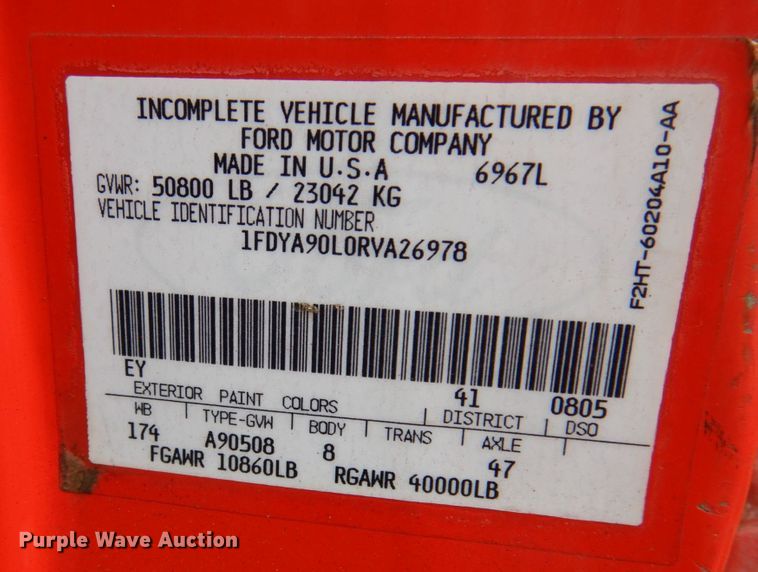 INCOMPLETE VEHICLE MANUFACTURED BY
FORD MOTOR COMPANY
MADE IN U.S.A 6967L
GVWR: 50800 LB / 23042 KG
VEHICLE IDENTIFICATION NUMBER
1FDYA90L0RVA26978
F2HT-60204A10-AA
EY 41 0805
EXTERIOR PAINT COLORS DISTRICT DSO
WB TYPE-GVW BODY TRANS AXLE
174 A90508 8 47
FGAWR 10860LB RGAWR 40000LB
Purple Wave Auction